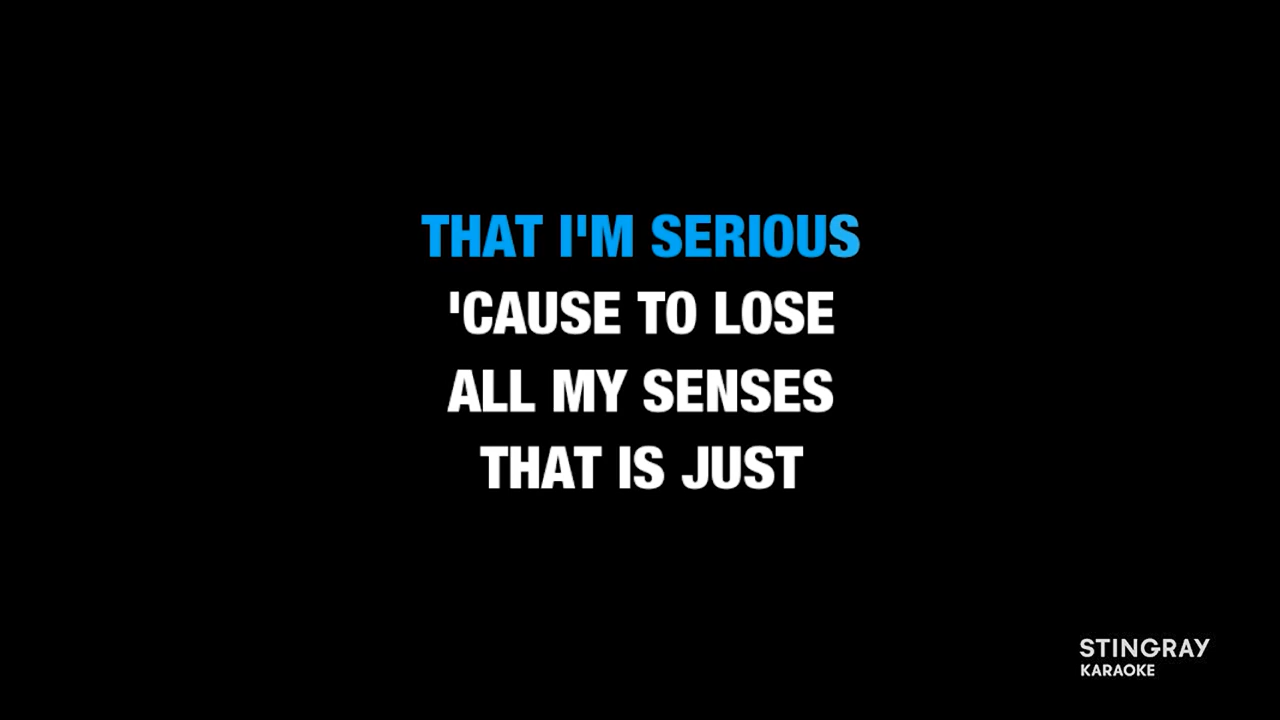 THAT I'M SERIOUS
'CAUSE TO LOSE
ALL MY SENSES
THAT IS JUST
STINGRAY
KARAOKE